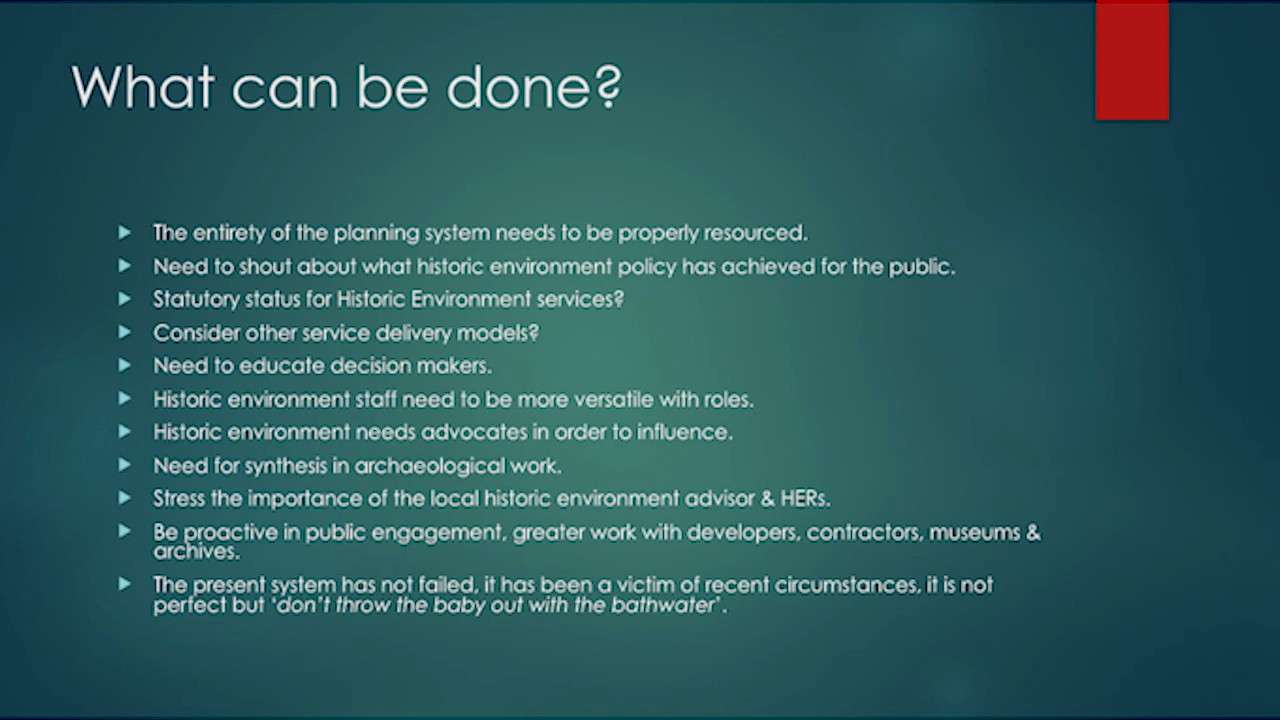 What can be done?
The entirety of the planning system needs to be properly resourced.
Need to shout about what historic environment policy has achieved for the public.
Statutory status for Historic Environment services?
Consider other service delivery models?
Need to educate decision makers.
Historic environment staff need to be more versatile with roles.
Historic environment needs advocates in order to influence.
Need for synthesis in archaeological work.
Stress the importance of the local historic environment advisor & HERs.
Be proactive in public engagement, greater work with developers, contractors, museums &
archives.
The present system has not failed, it has been a victim of recent circumstances, it is not
perfect but ‘don’t throw the baby out with the bathwater’.